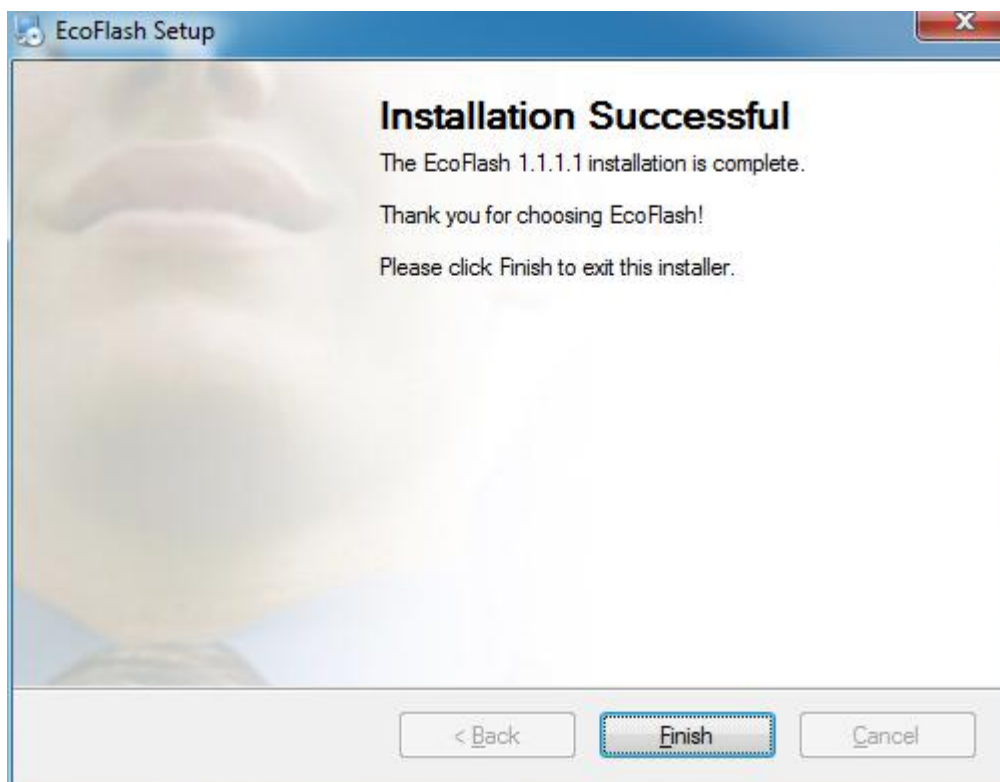 EcoFlash Setup
Installation Successful
The EcoFlash 1.1.1.1 installation is complete.
Thank you for choosing EcoFlash!
Please click Finish to exit this installer.
< Back
Finish
Cancel